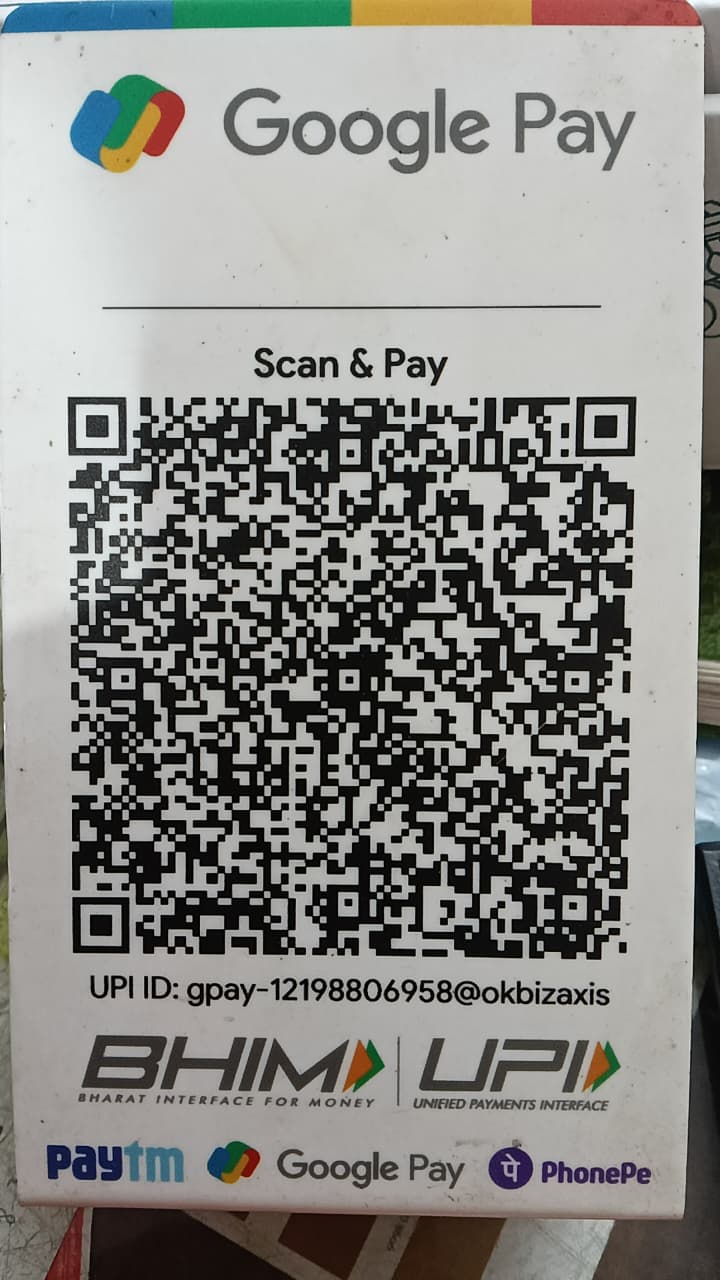 Google Pay
Scan & Pay
UPI ID: gpay-12198806958@okbizaxis
BHIM UPI
BHARAT INTERFACE FOR MONEY UNIFIED PAYMENTS INTERFACE
paytm Google Pay पे PhonePe